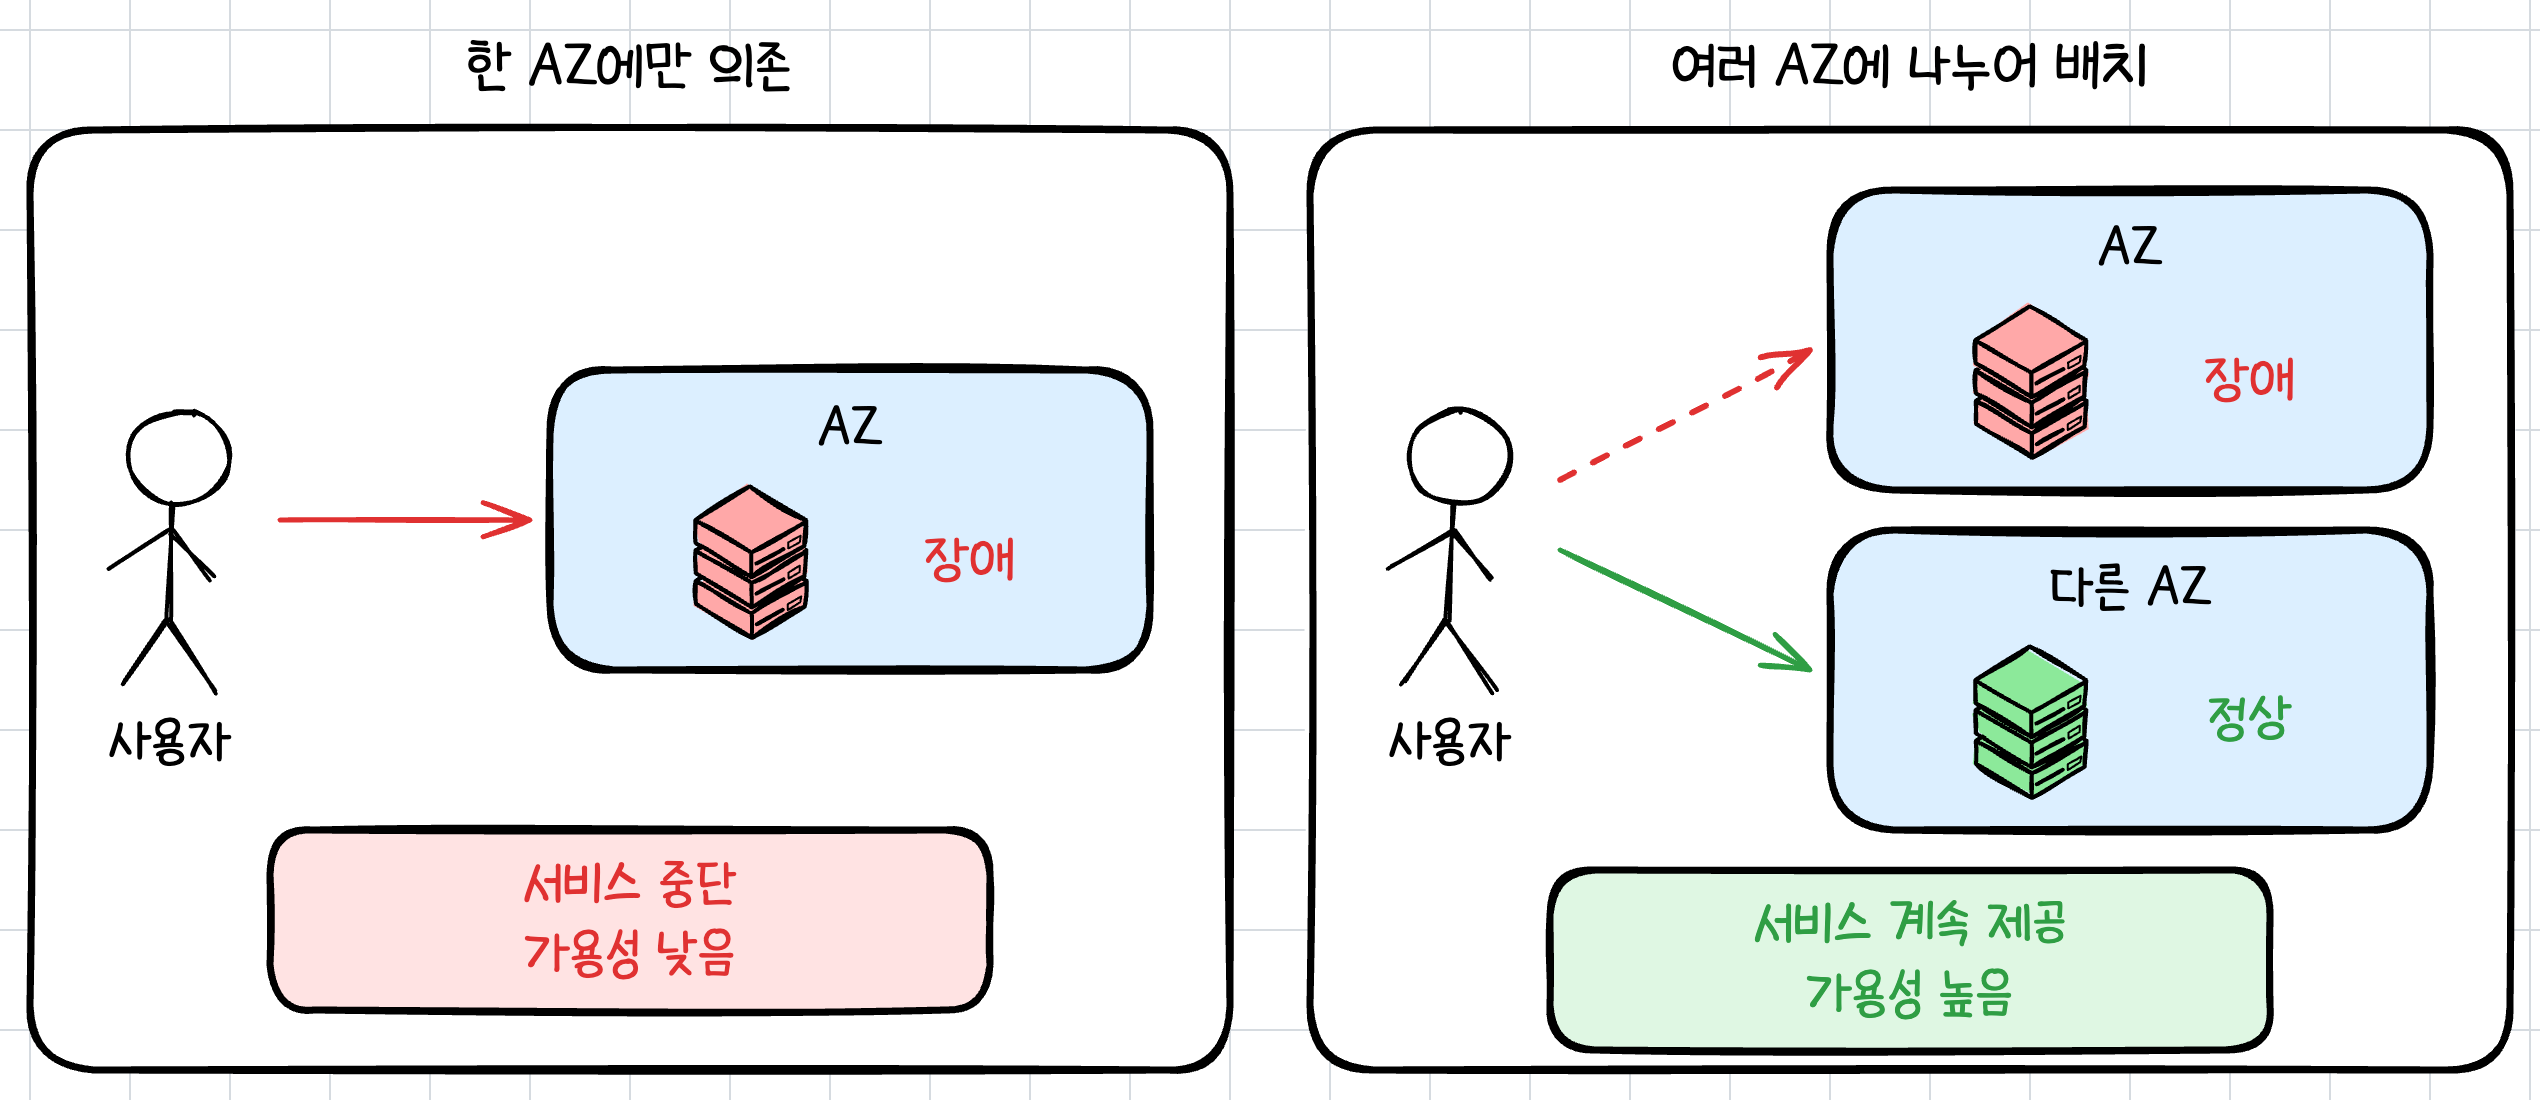 한 AZ에만 의존
AZ
장애
사용자
서비스 중단
가용성 낮음
여러 AZ에 나누어 배치
AZ
장애
다른 AZ
정상
사용자
서비스 계속 제공
가용성 높음